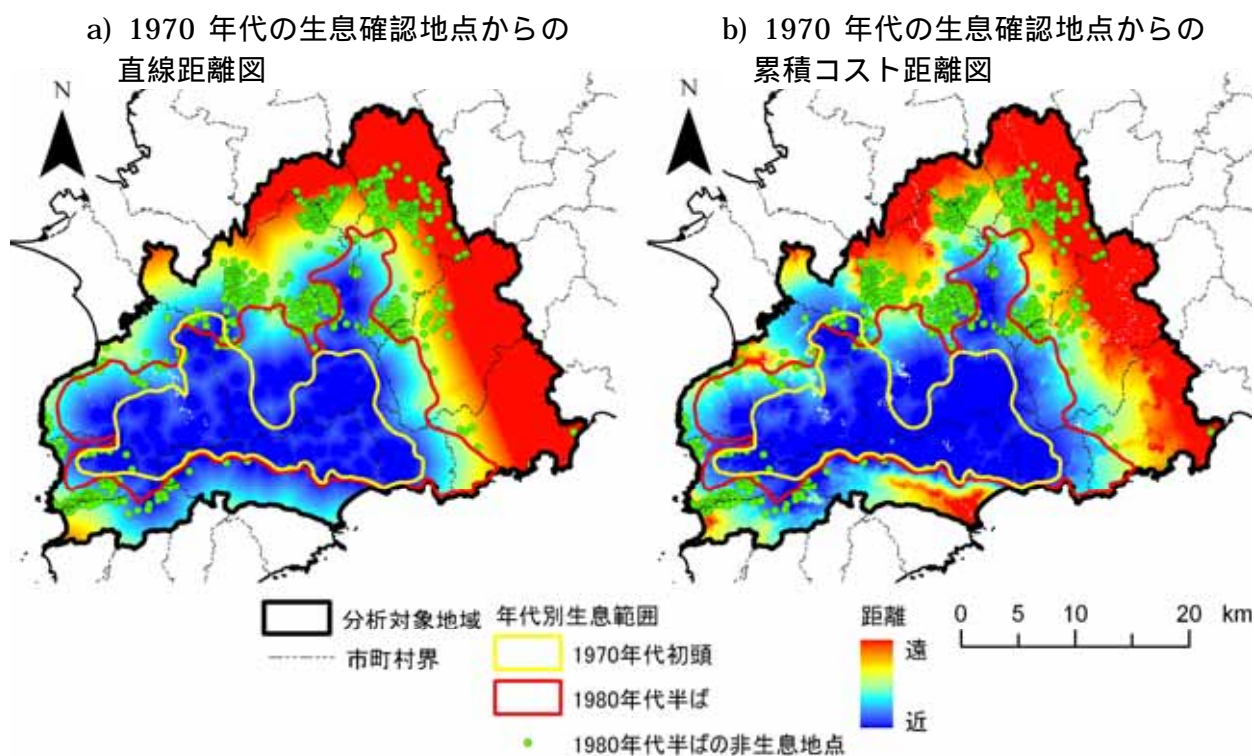 a) 1970 年代の生息確認地点からの
直線距離図
b) 1970 年代の生息確認地点からの
累積コスト距離図
N
N
分析対象地域
市町村界
年代別生息範囲
1970年代初頭
1980年代半ば
1980年代半ばの非生息地点
距離
遠
近
0 5 10 20 km